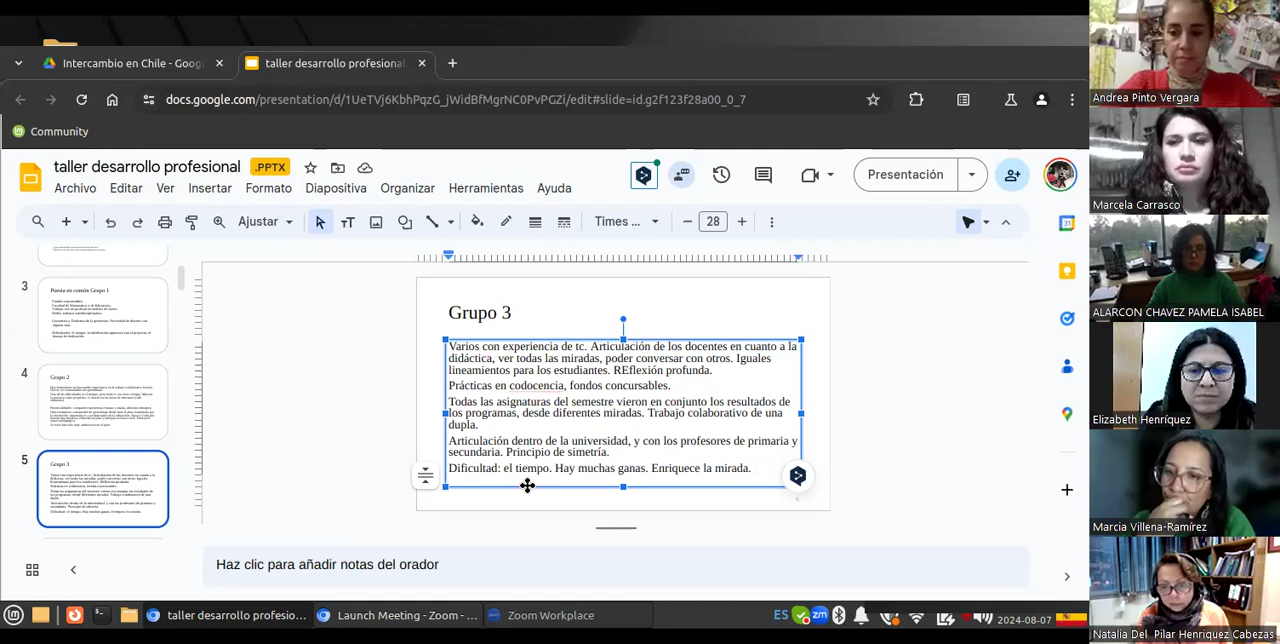 Intercambio en Chile - Goog
taller desarrollo profesional
docs.google.com/presentation/d/1UeTVj6KbhPqzG_jWidBfMgrNC0PvPGZi/edit#slide=id.g2f123f28a00_0_7
Community
taller desarrollo profesional .PPTX
Presentación
Archivo Editar Ver Insertar Formato Diapositiva Organizar Herramientas Ayuda
Ajustar Times ... 28
3
Puesta en común Grupo 1
4
Grupo 2
5
Grupo 3
Grupo 3
Varios con experiencia de tc. Articulación de los docentes en cuanto a la
didáctica, ver todas las miradas, poder conversar con otros. Iguales
lineamientos para los estudiantes. REflexión profunda.
Prácticas en codocencia, fondos concursables.
Todas las asignaturas del semestre vieron en conjunto los resultados de
los programas, desde diferentes miradas. Trabajo colaborativo de una
dupla.
Articulación dentro de la universidad, y con los profesores de primaria y
secundaria. Principio de simetría.
Dificultad: el tiempo. Hay muchas ganas. Enriquece la mirada.
Haz clic para añadir notas del orador
taller desarrollo profesio... Launch Meeting - Zoom - ... Zoom Workplace ES zm 2024-08-07
Andrea Pinto Vergara
Marcela Carrasco
ALARCON CHAVEZ PAMELA ISABEL
Elizabeth Henríquez
Marcia Villena-Ramírez
Natalia Del Pilar Henriquez Cabezas